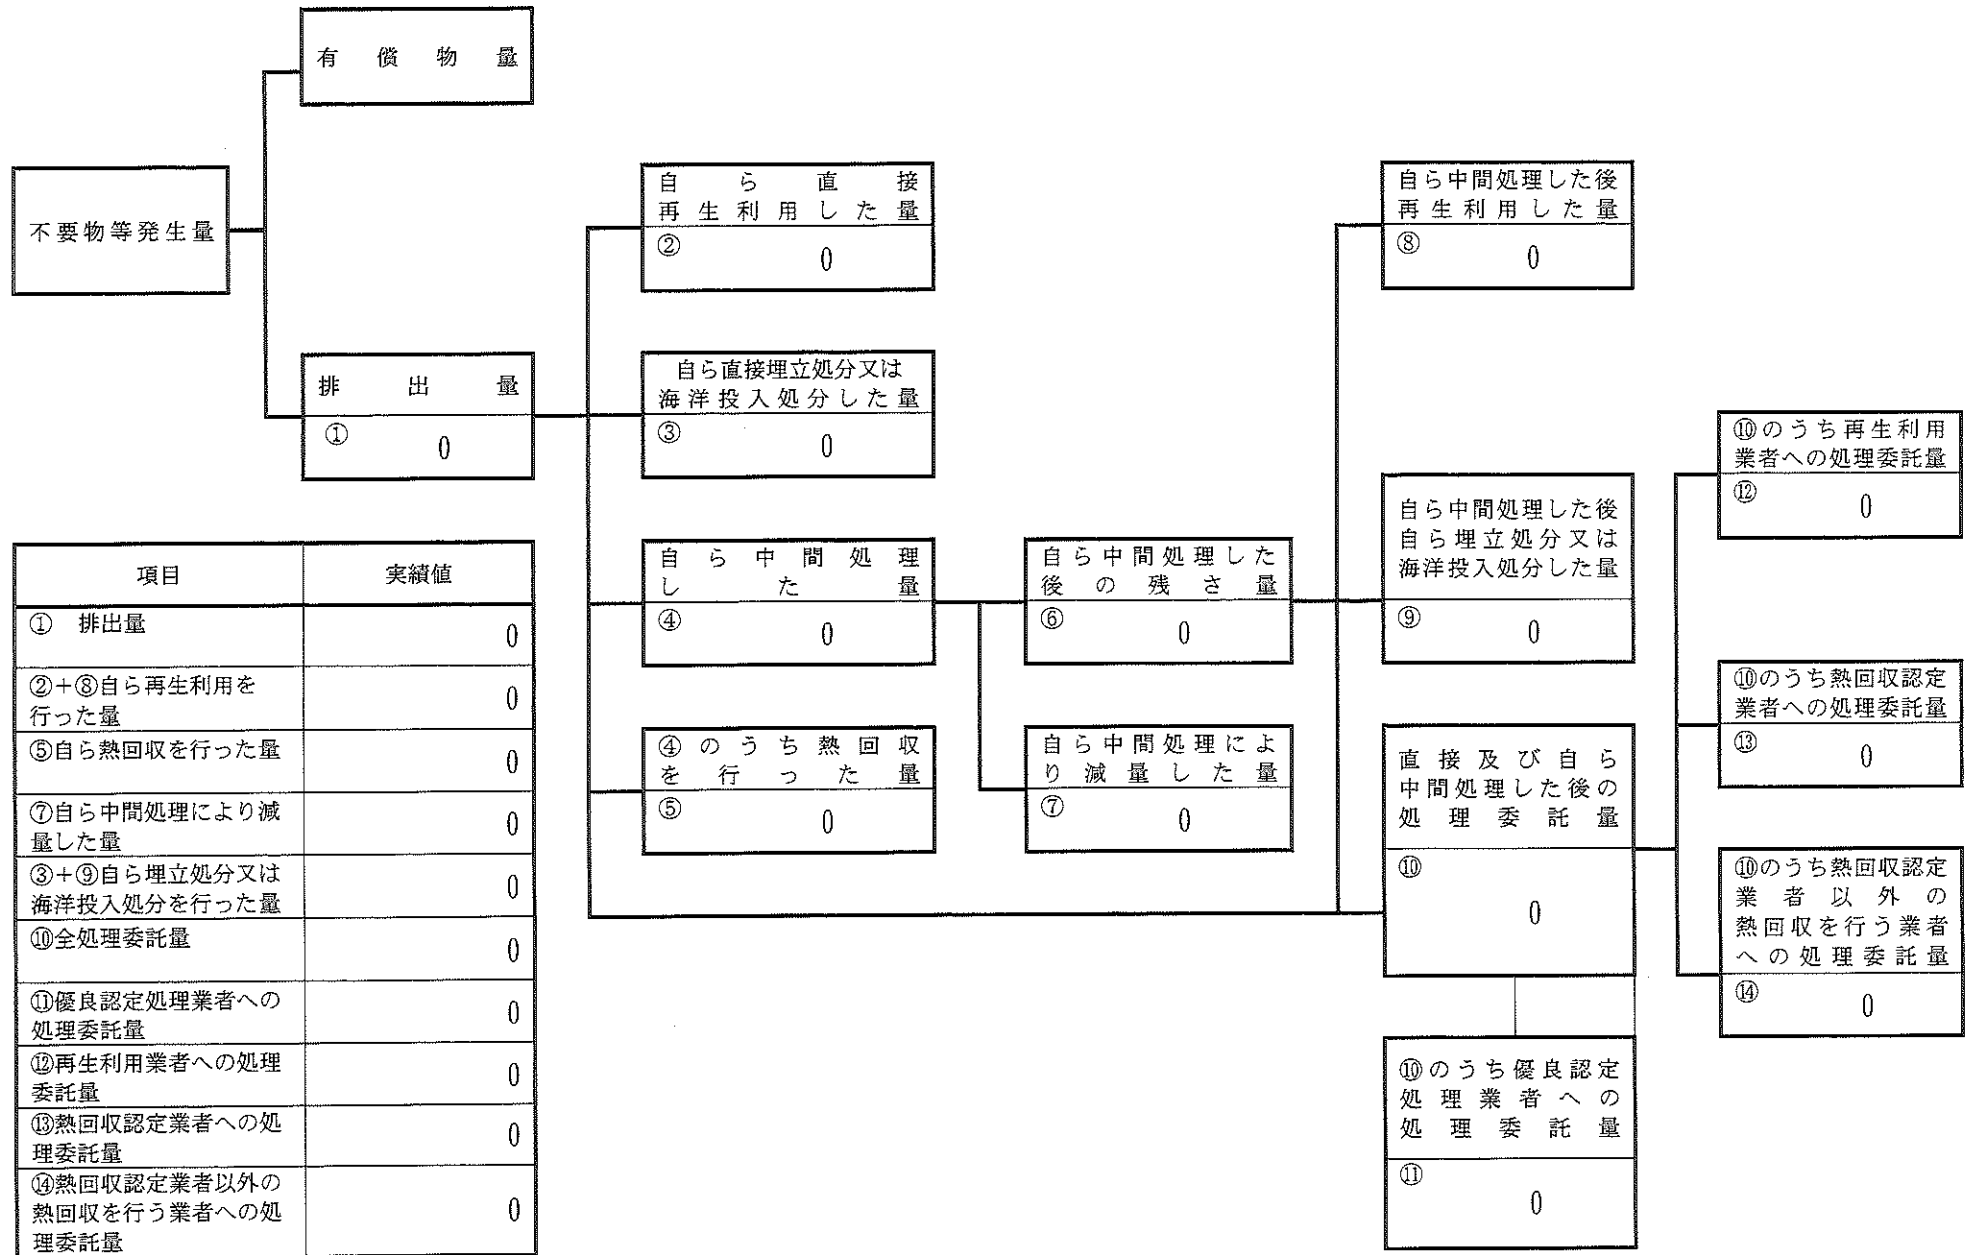 有償物量
不要物等発生量
排出量
①
0
自ら直接
再生利用した量
②
0
自ら直接埋立処分又は
海洋投入処分した量
③
0
自ら中間処理
した量
④
0
④のうち熱回収
を行った量
⑤
0
自ら中間処理した
後の残さ量
⑥
0
自ら中間処理によ
り減量した量
⑦
0
自ら中間処理した後
再生利用した量
⑧
0
自ら中間処理した後
自ら埋立処分又は
海洋投入処分した量
⑨
0
直接及び自ら
中間処理した後の
処理委託量
⑩
0
⑩のうち優良認定
処理業者への
処理委託量
⑪
0
⑩のうち再生利用
業者への処理委託量
⑫
0
⑩のうち熱回収認定
業者への処理委託量
⑬
0
⑩のうち熱回収認定
業者以外の
熱回収を行う業者
への処理委託量
⑭
0
項目 実績値
① 排出量 0
②+⑧自ら再生利用を
行った量 0
⑤自ら熱回収を行った量 0
⑦自ら中間処理により減
量した量 0
③+⑨自ら埋立処分又は
海洋投入処分を行った量 0
⑩全処理委託量 0
⑪優良認定処理業者への
処理委託量 0
⑫再生利用業者への処理
委託量 0
⑬熱回収認定業者への処
理委託量 0
⑭熱回収認定業者以外の
熱回収を行う業者への処
理委託量 0